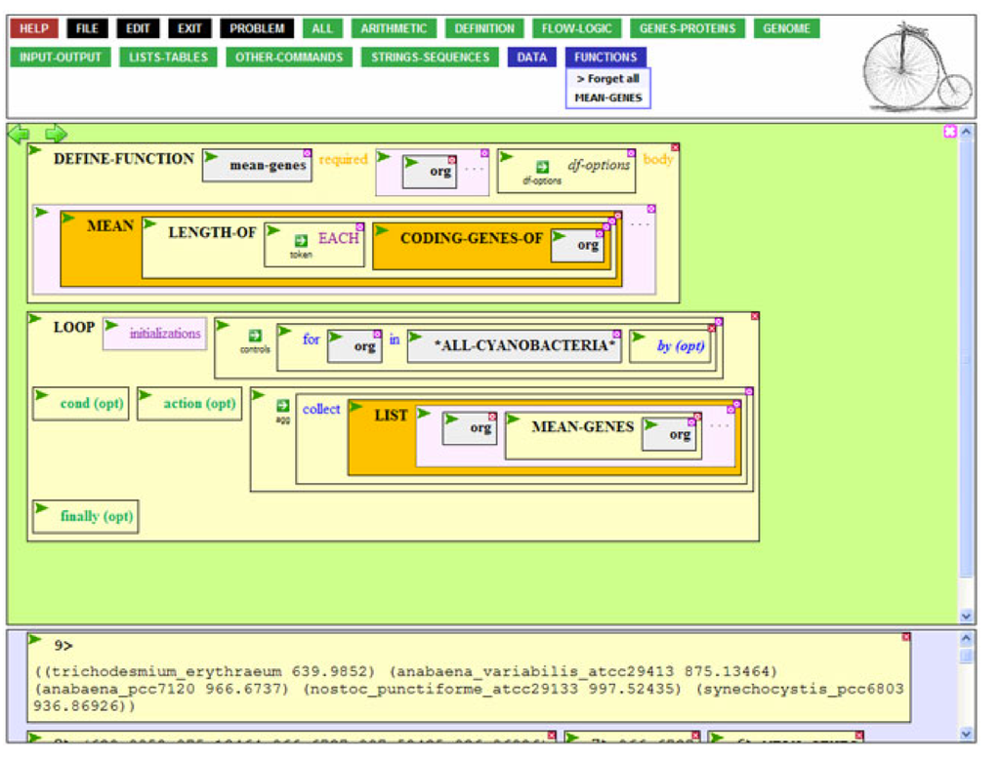 HELP FILE EDIT EXIT PROBLEM ALL ARITHMETIC DEFINITION FLOW-LOGIC GENES-PROTEINS GENOME
INPUT-OUTPUT LISTS-TABLES OTHER-COMMANDS STRINGS-SEQUENCES DATA FUNCTIONS
> Forget all
MEAN-GENES
DEFINE-FUNCTION mean-genes required org ... df-options df-options body
MEAN LENGTH-OF token EACH CODING-GENES-OF org ...
LOOP initializations controls for org in *ALL-CYANOBACTERIA* by (opt)
cond (opt) action (opt) agg collect LIST org MEAN-GENES org ...
finally (opt)
9>
((trichodesmium_erythraeum 639.9852) (anabaena_variabilis_atcc29413 875.13464)
(anabaena_pcc7120 966.6737) (nostoc_punctiforme_atcc29133 997.52435) (synechocystis_pcc6803
936.86926))